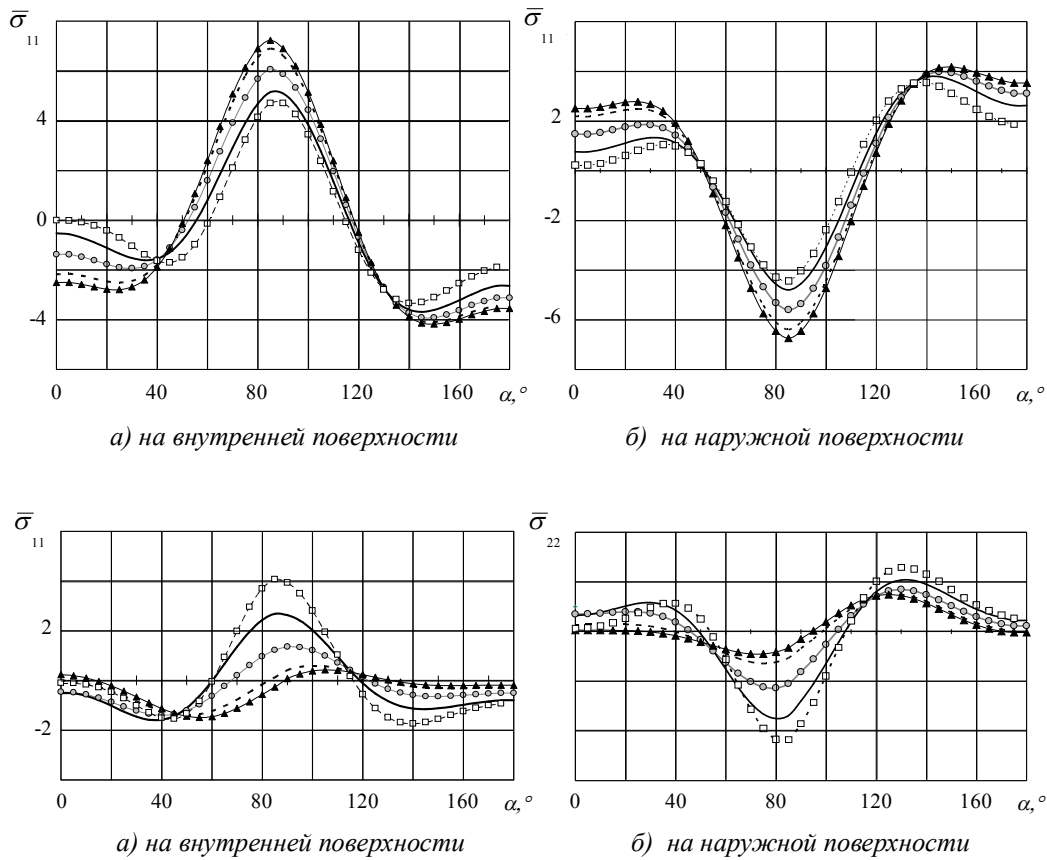 σ̅
11
4
0
-4
0 40 80 120 160 α,°
а) на внутренней поверхности
σ̅
11
2
-2
-6
0 40 80 120 160 α,°
б) на наружной поверхности
σ̅
11
2
-2
0 40 80 120 160 α,°
а) на внутренней поверхности
σ̅
22
0 40 80 120 160 α,°
б) на наружной поверхности